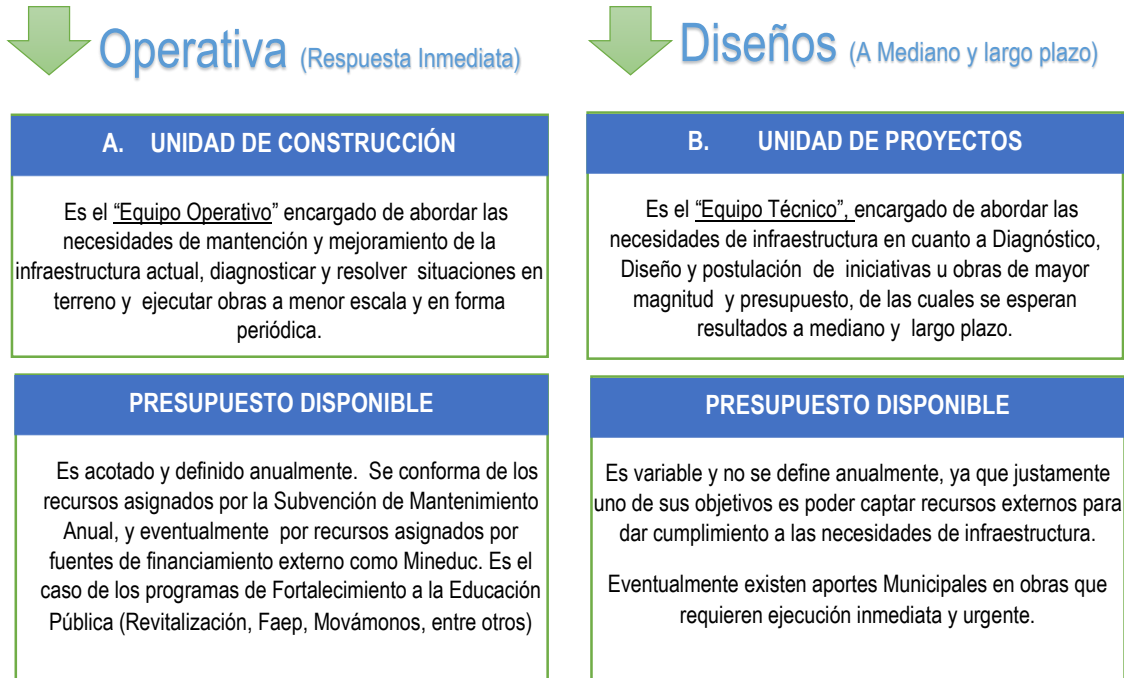 Operativa (Respuesta Inmediata)
A. UNIDAD DE CONSTRUCCIÓN
Es el “Equipo Operativo” encargado de abordar las
necesidades de mantención y mejoramiento de la
infraestructura actual, diagnosticar y resolver situaciones en
terreno y ejecutar obras a menor escala y en forma
periódica.
PRESUPUESTO DISPONIBLE
Es acotado y definido anualmente. Se conforma de los
recursos asignados por la Subvención de Mantenimiento
Anual, y eventualmente por recursos asignados por
fuentes de financiamiento externo como Mineduc. Es el
caso de los programas de Fortalecimiento a la Educación
Pública (Revitalización, Faep, Movámonos, entre otros)
Diseños (A Mediano y largo plazo)
B. UNIDAD DE PROYECTOS
Es el “Equipo Técnico”, encargado de abordar las
necesidades de infraestructura en cuanto a Diagnóstico,
Diseño y postulación de iniciativas u obras de mayor
magnitud y presupuesto, de las cuales se esperan
resultados a mediano y largo plazo.
PRESUPUESTO DISPONIBLE
Es variable y no se define anualmente, ya que justamente
uno de sus objetivos es poder captar recursos externos para
dar cumplimiento a las necesidades de infraestructura.
Eventualmente existen aportes Municipales en obras que
requieren ejecución inmediata y urgente.